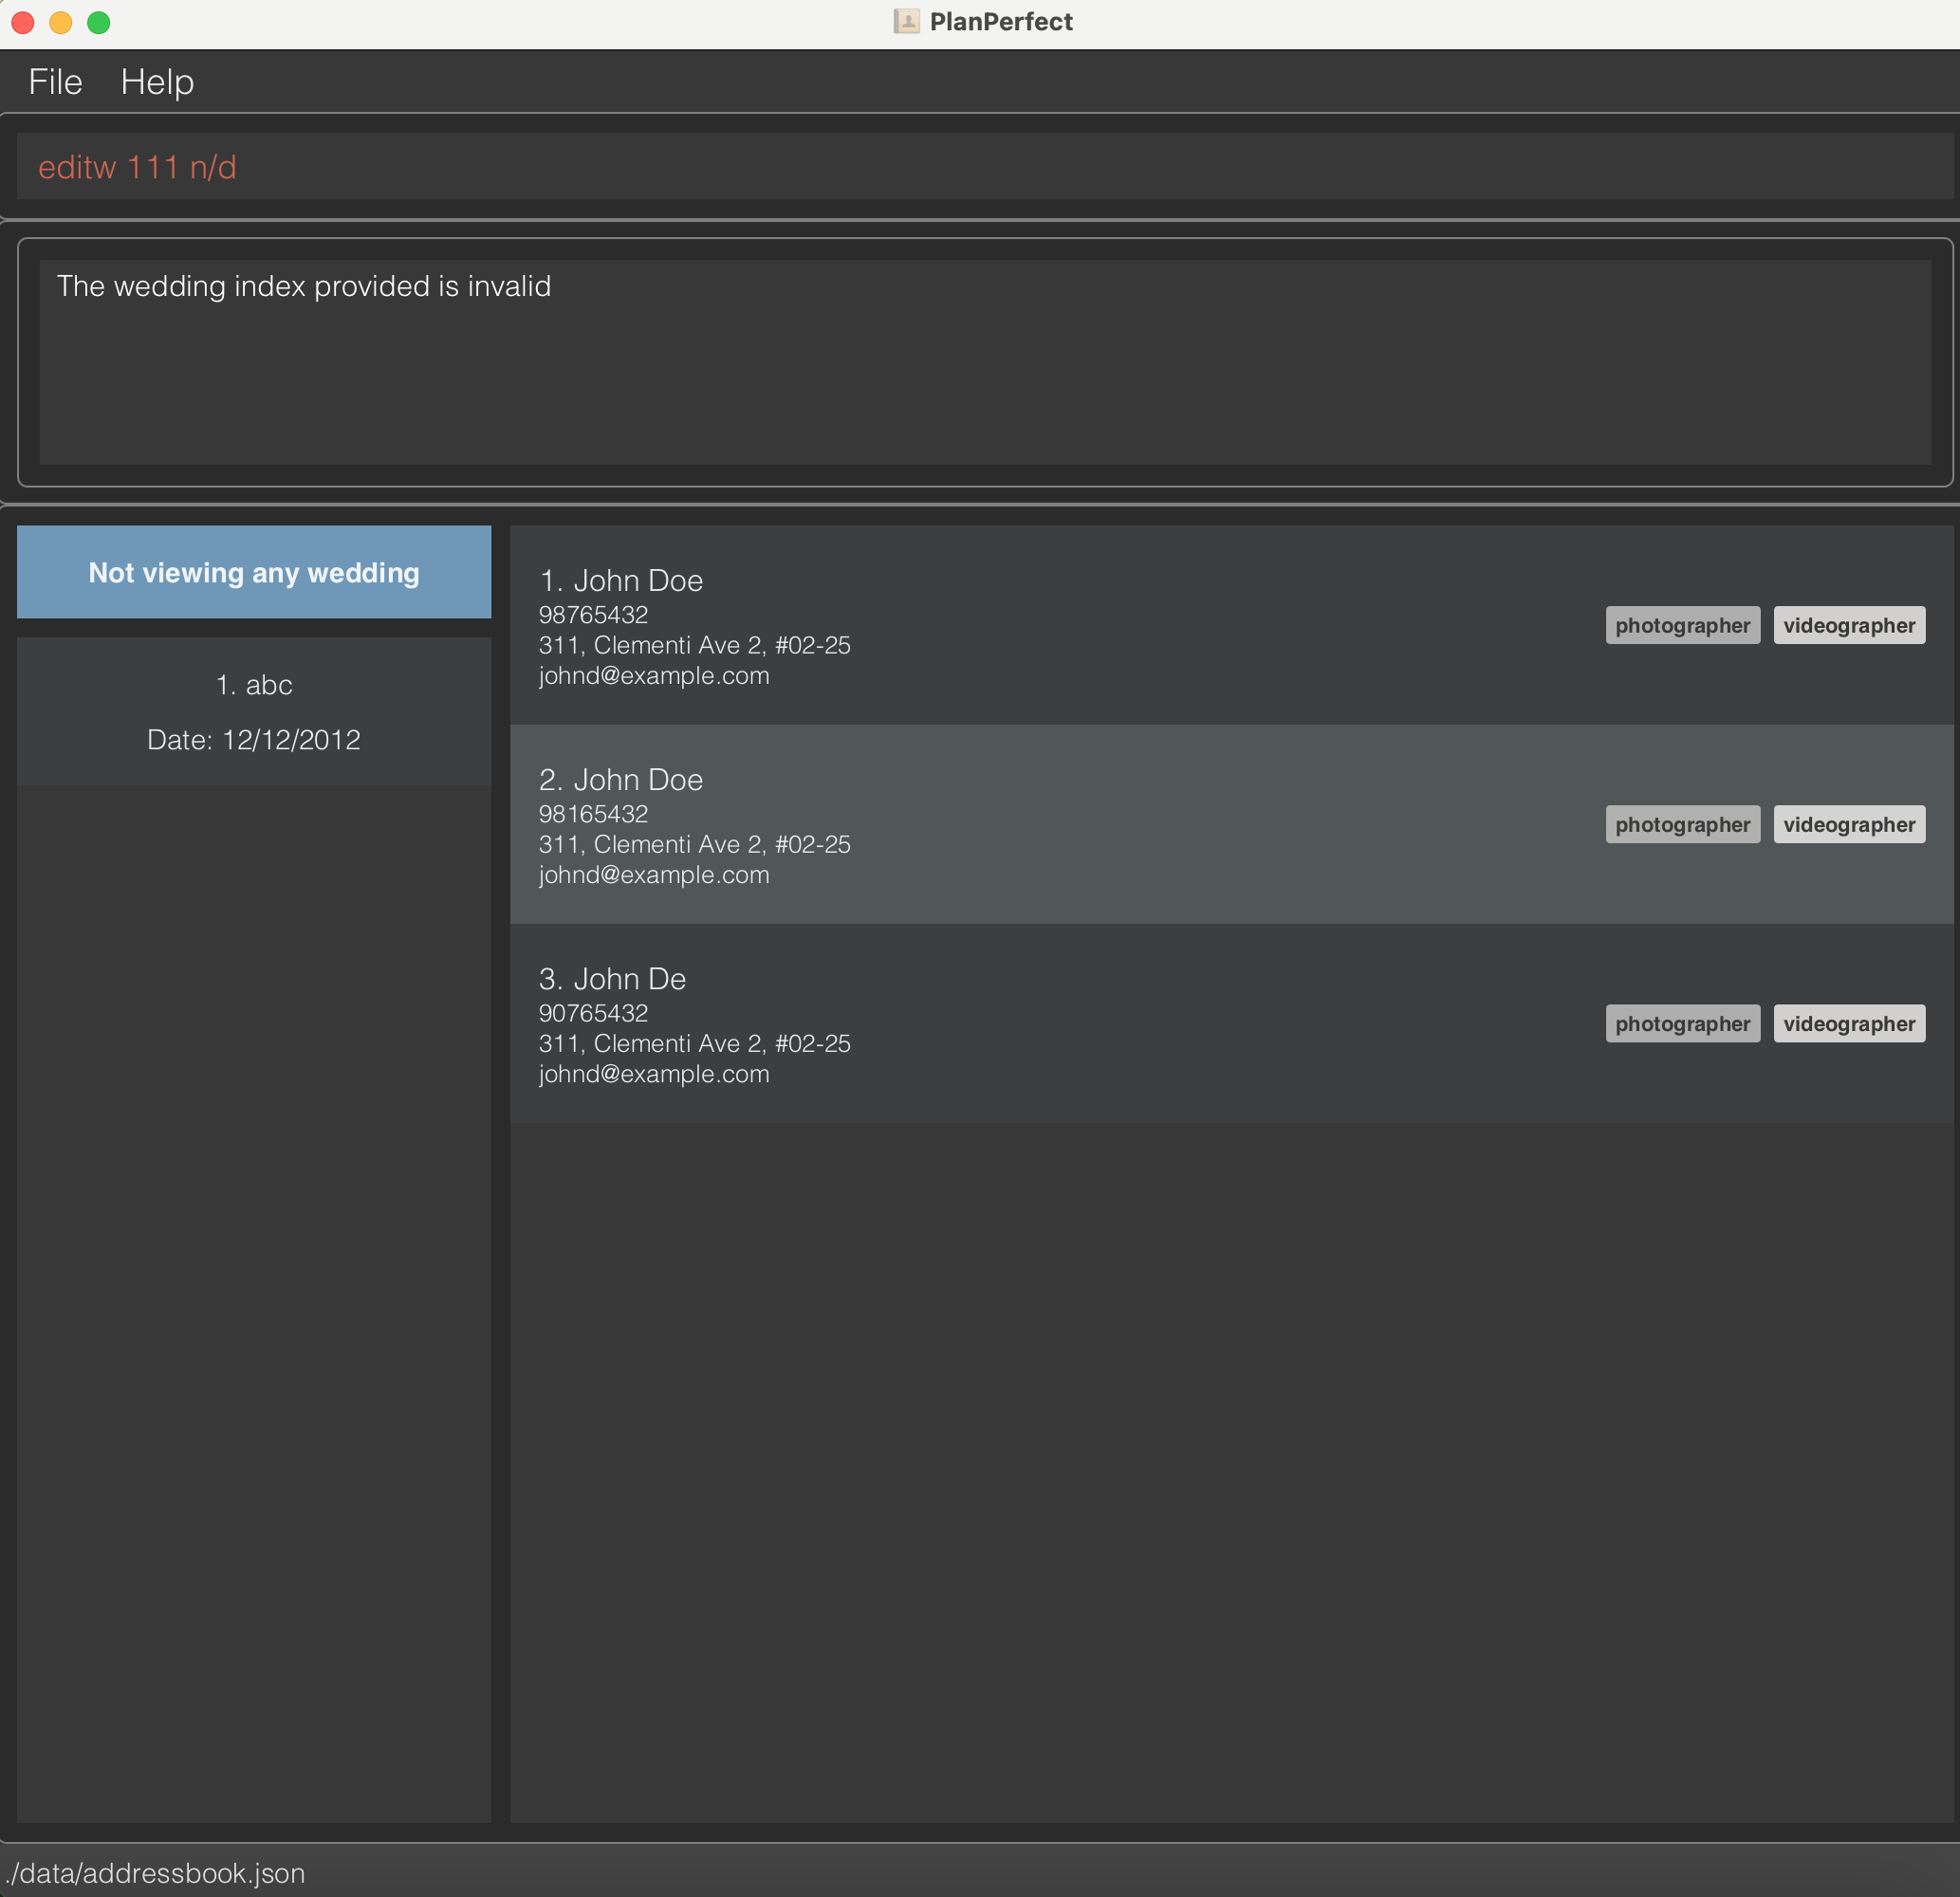 PlanPerfect
File Help
editw 111 n/d
The wedding index provided is invalid
Not viewing any wedding
1. abc
Date: 12/12/2012
1. John Doe
98765432
311, Clementi Ave 2, #02-25
johnd@example.com
photographer videographer
2. John Doe
98165432
311, Clementi Ave 2, #02-25
johnd@example.com
photographer videographer
3. John De
90765432
311, Clementi Ave 2, #02-25
johnd@example.com
photographer videographer
./data/addressbook.json